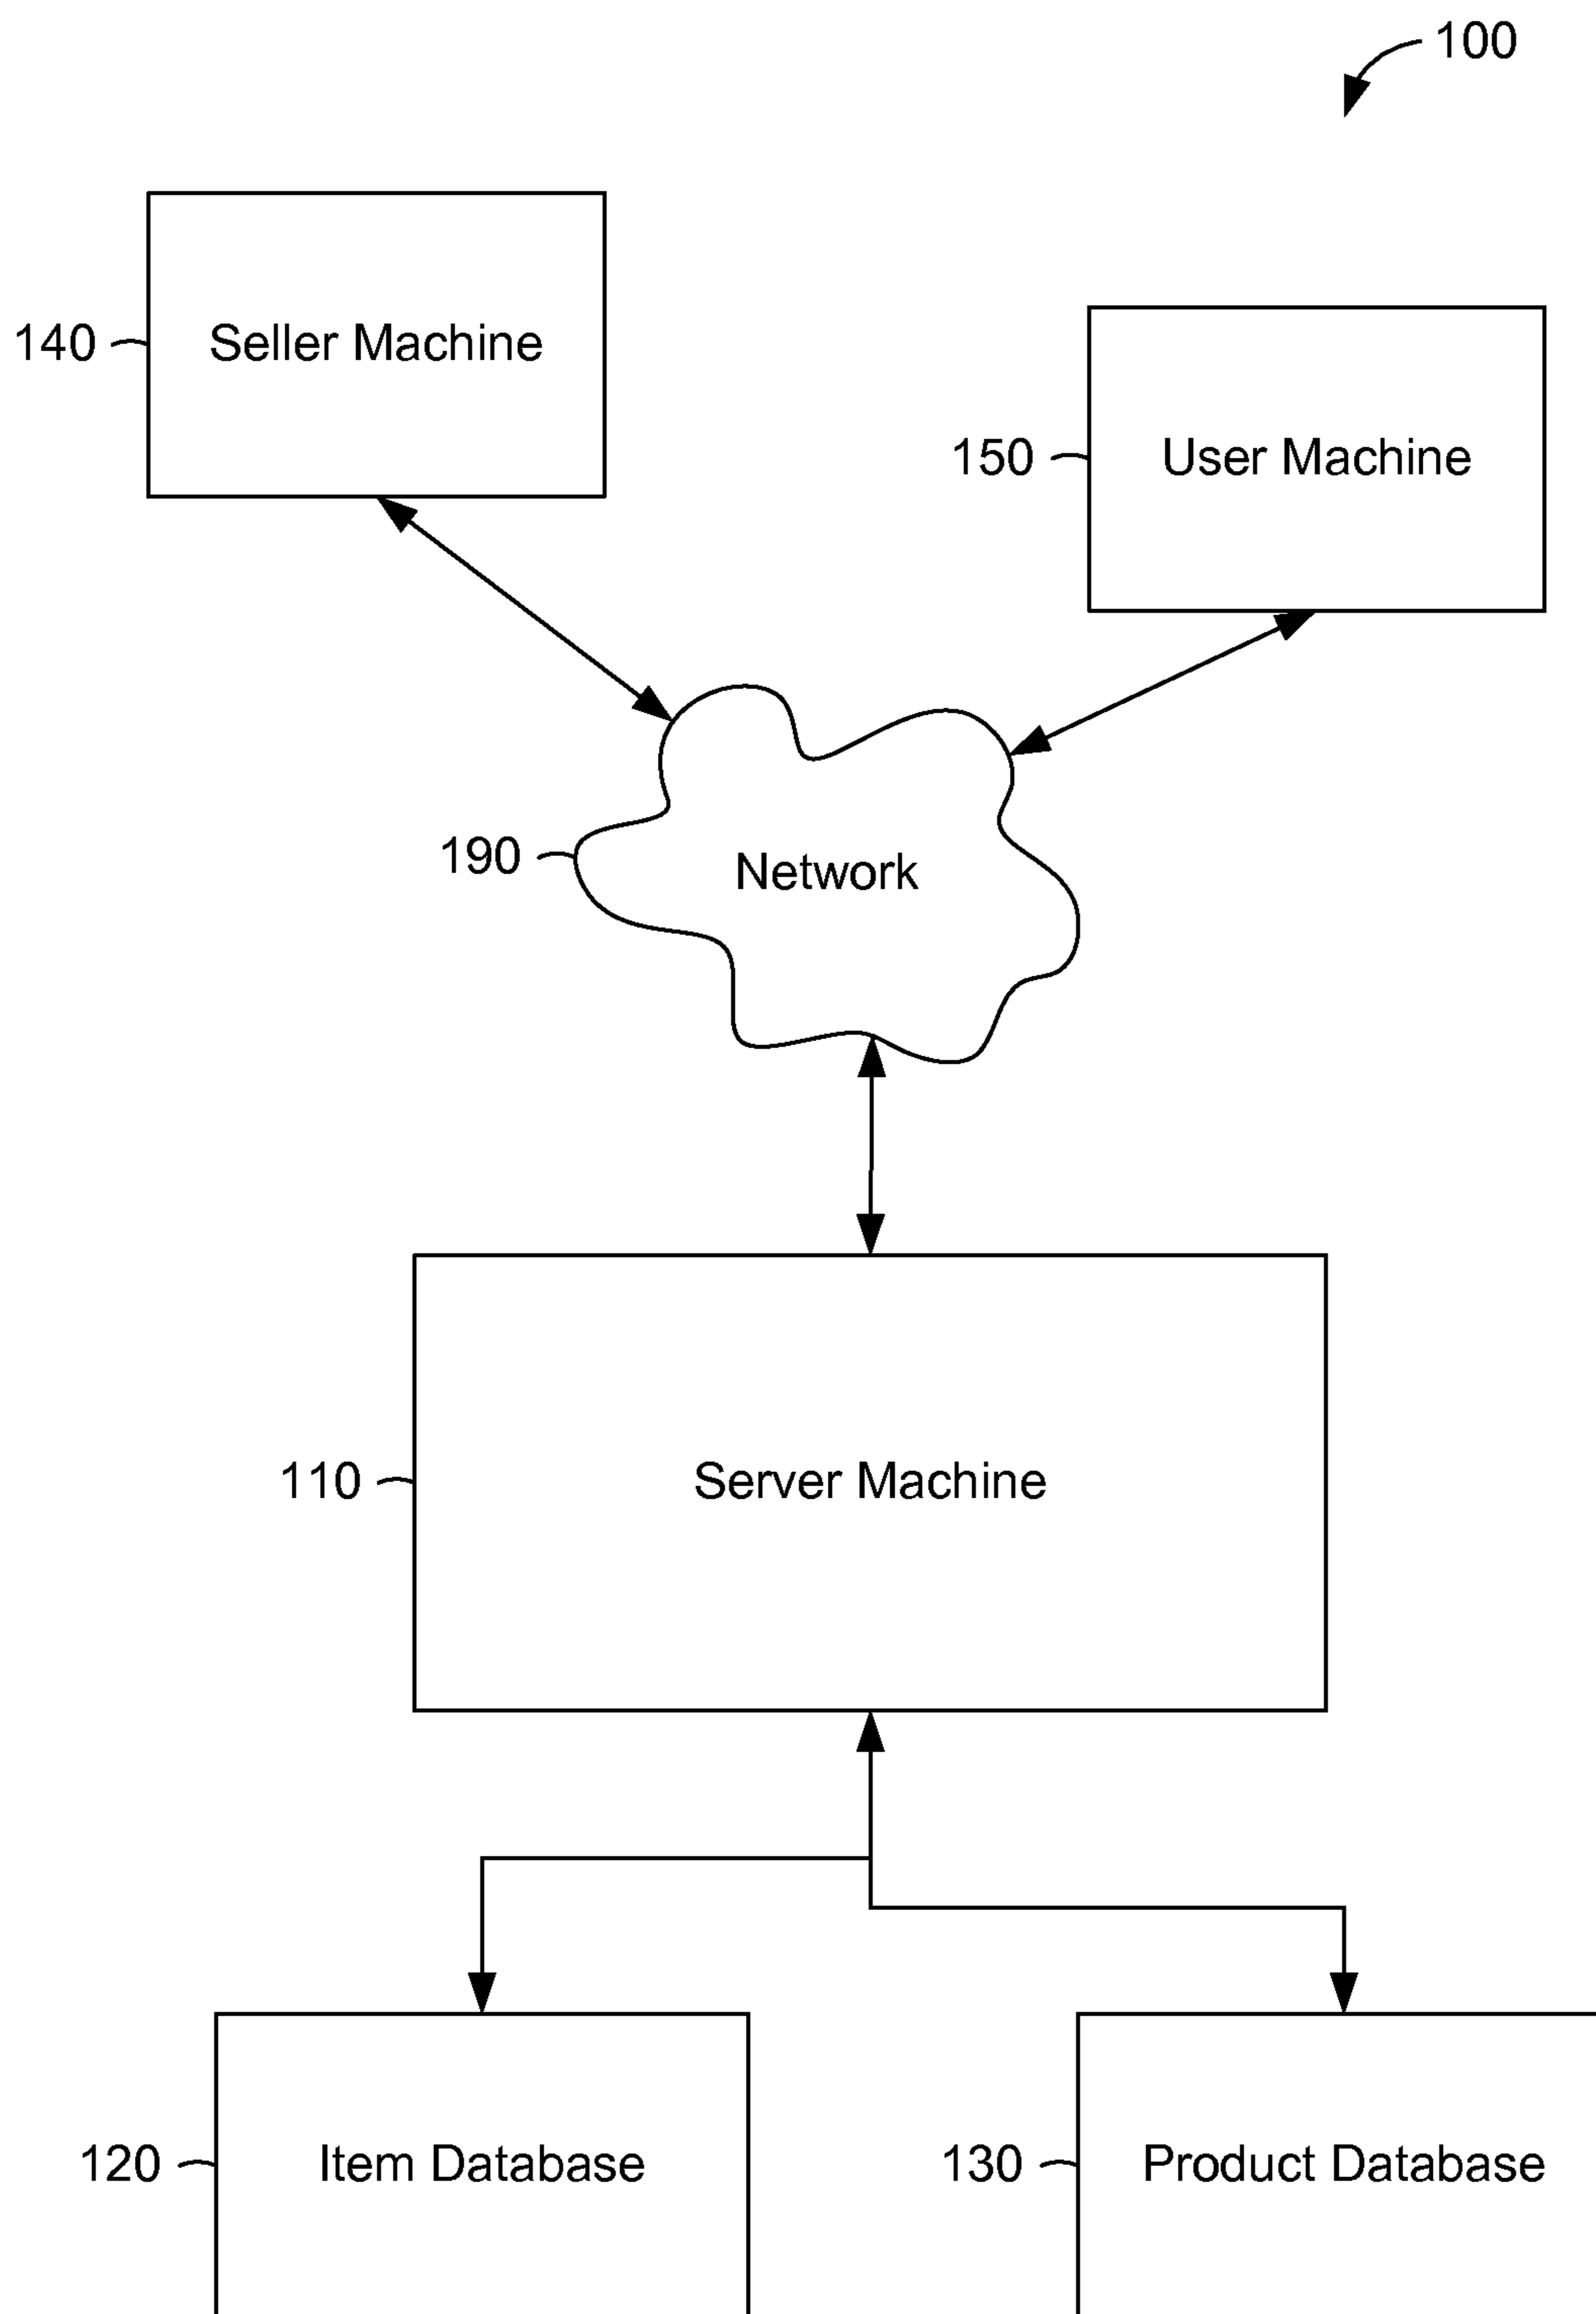 100
140 Seller Machine
150 User Machine
190 Network
110 Server Machine
120 Item Database
130 Product Database